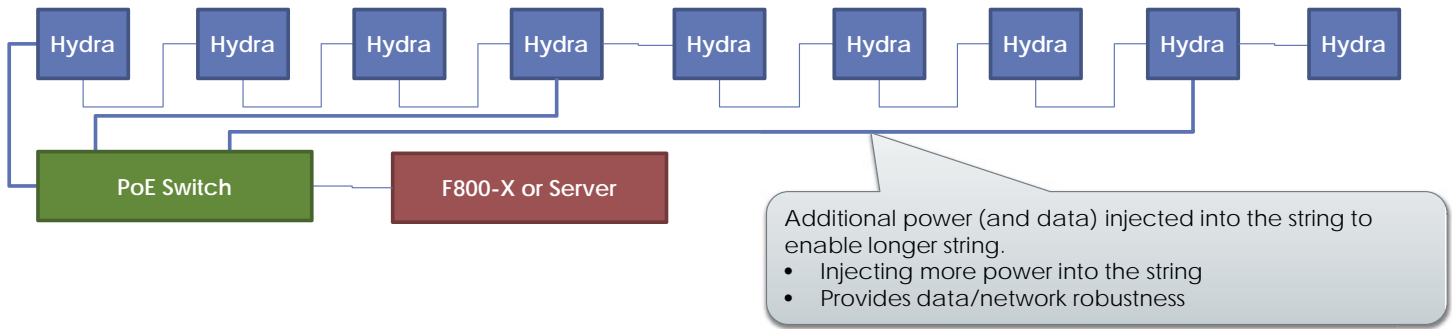 Hydra Hydra Hydra Hydra Hydra Hydra Hydra Hydra Hydra
PoE Switch
F800-X or Server
Additional power (and data) injected into the string to
enable longer string.
• Injecting more power into the string
• Provides data/network robustness